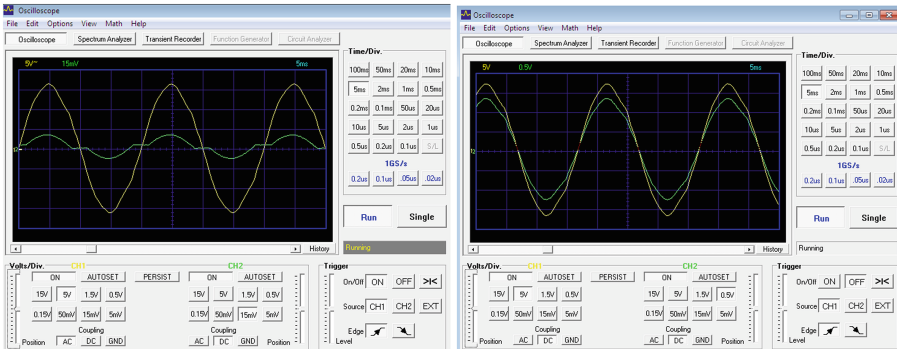 Oscilloscope
File Edit Options View Math Help
Oscilloscope Spectrum Analyzer Transient Recorder Function Generator Circuit Analyzer
5V~ 15mV 5ms
Time/Div.
100ms 50ms 20ms 10ms
5ms 2ms 1ms 0.5ms
0.2ms 0.1ms 50us 20us
10us 5us 2us 1us
0.5us 0.2us 0.1us S/L
1GS/s
0.2us 0.1us .05us .02us
Run Single
History Running
Volts/Div. CH1 CH2
ON AUTOSET PERSIST ON AUTOSET
15V 5V 1.5V 0.5V 15V 5V 1.5V 0.5V
0.15V 50mV 15mV 5mV 0.15V 50mV 15mV 5mV
Coupling Coupling
Position AC DC GND AC DC GND Position
Trigger
On/Off ON OFF
Source CH1 CH2 EXT
Edge
Level
Oscilloscope
File Edit Options View Math Help
Oscilloscope Spectrum Analyzer Transient Recorder Function Generator Circuit Analyzer
5V 0.5V 5ms
Time/Div.
100ms 50ms 20ms 10ms
5ms 2ms 1ms 0.5ms
0.2ms 0.1ms 50us 20us
10us 5us 2us 1us
0.5us 0.2us 0.1us S/L
1GS/s
0.2us 0.1us .05us .02us
Run Single
History Running
Volts/Div. CH1 CH2
ON AUTOSET PERSIST ON AUTOSET
15V 5V 1.5V 0.5V 15V 5V 1.5V 0.5V
0.15V 50mV 15mV 5mV 0.15V 50mV 15mV 5mV
Coupling Coupling
Position AC DC GND AC DC GND Position
Trigger
On/Off ON OFF
Source CH1 CH2 EXT
Edge
Level